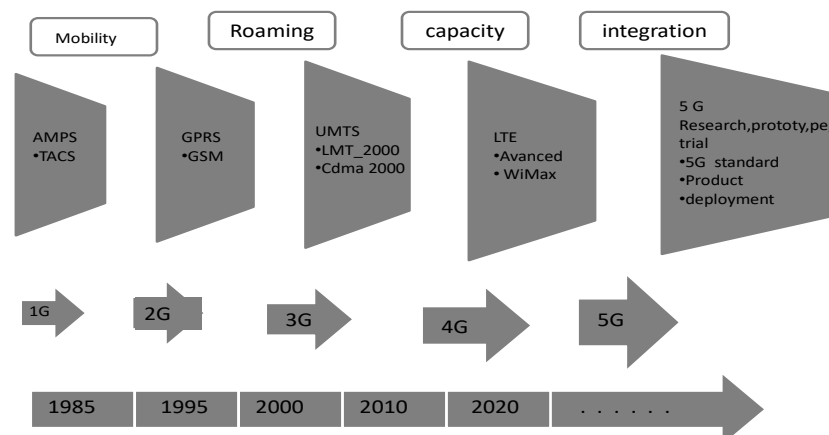 Mobility
Roaming
capacity
integration
AMPS
•TACS
GPRS
•GSM
UMTS
•LMT_2000
•Cdma 2000
LTE
•Avanced
• WiMax
5 G
Research,prototy,pe
trial
•5G standard
•Product
•deployment
1G
2G
3G
4G
5G
1985
1995
2000
2010
2020
. . . . . .